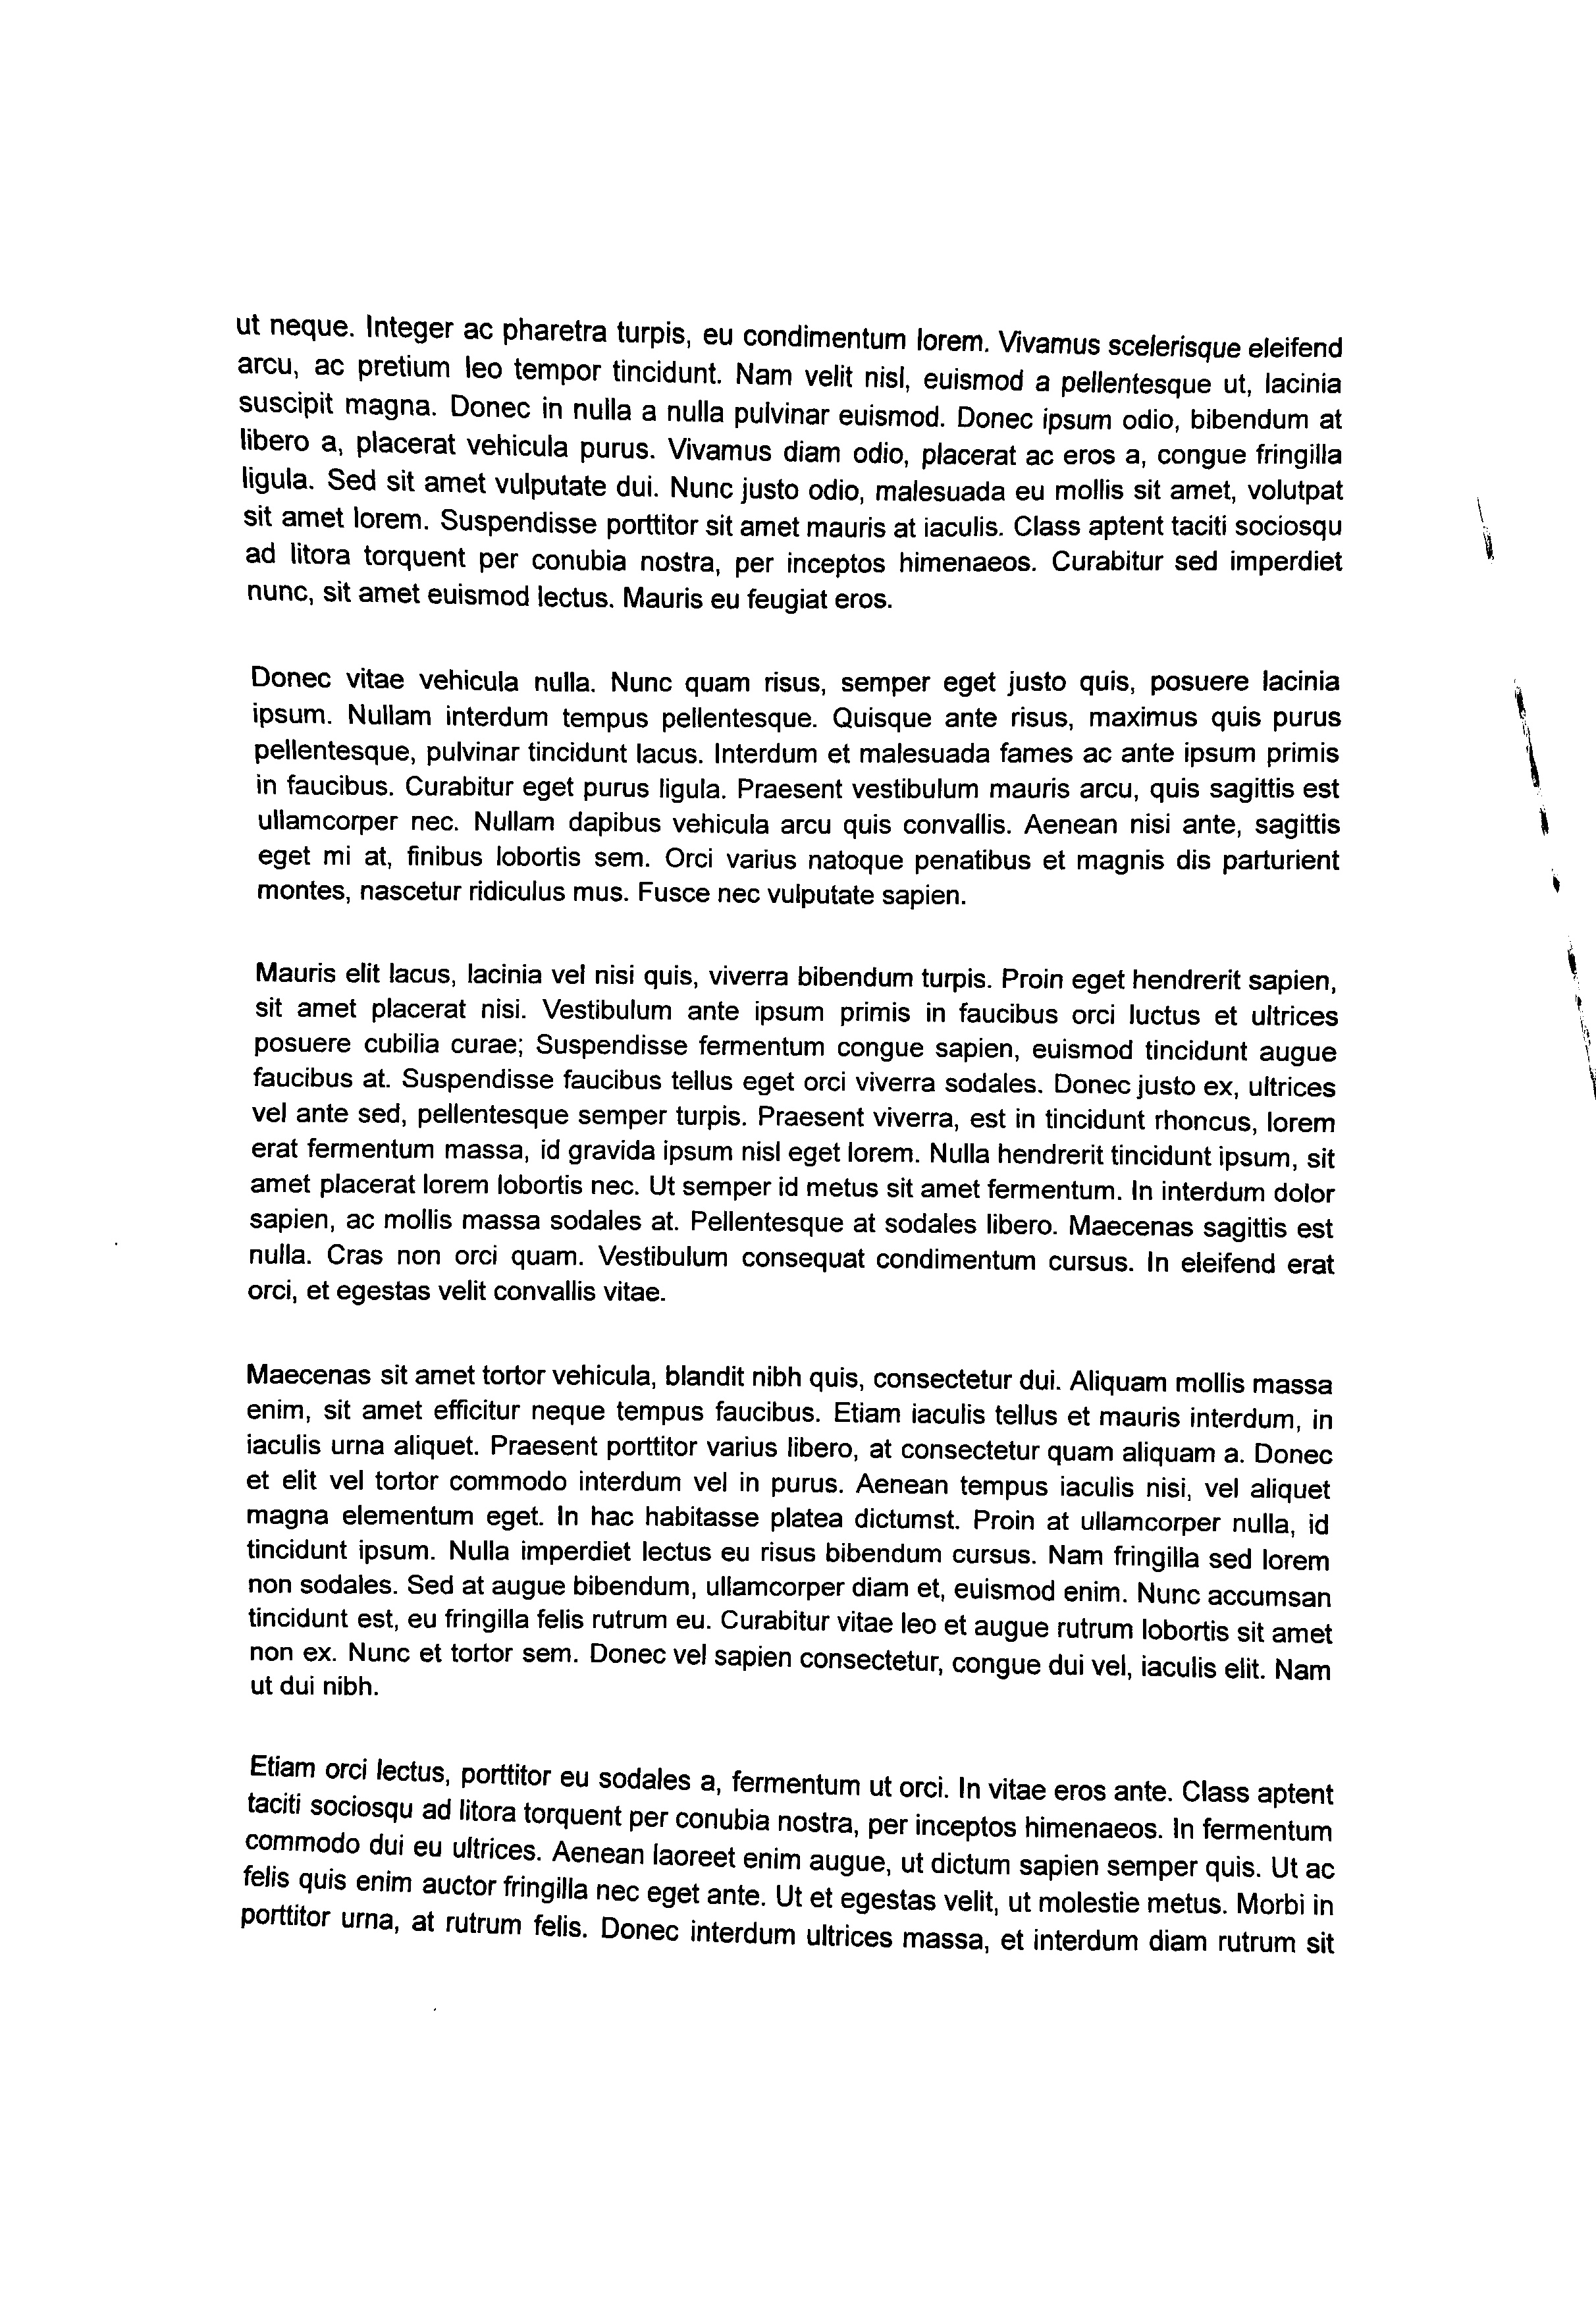 ut neque. Integer ac pharetra turpis, eu condimentum lorem. Vivamus scelerisque eleifend
arcu, ac pretium leo tempor tincidunt. Nam velit nisl, euismod a pellentesque ut, lacinia
suscipit magna. Donec in nulla a nulla pulvinar euismod. Donec ipsum odio, bibendum at
libero a, placerat vehicula purus. Vivamus diam odio, placerat ac eros a, congue fringilla
ligula. Sed sit amet vulputate dui. Nunc justo odio, malesuada eu mollis sit amet, volutpat
sit amet lorem. Suspendisse porttitor sit amet mauris at iaculis. Class aptent taciti sociosqu
ad litora torquent per conubia nostra, per inceptos himenaeos. Curabitur sed imperdiet
nunc, sit amet euismod lectus. Mauris eu feugiat eros.
Donec vitae vehicula nulla. Nunc quam risus, semper eget justo quis, posuere lacinia
ipsum. Nullam interdum tempus pellentesque. Quisque ante risus, maximus quis purus
pellentesque, pulvinar tincidunt lacus. Interdum et malesuada fames ac ante ipsum primis
in faucibus. Curabitur eget purus ligula. Praesent vestibulum mauris arcu, quis sagittis est
ullamcorper nec. Nullam dapibus vehicula arcu quis convallis. Aenean nisi ante, sagittis
eget mi at, finibus lobortis sem. Orci varius natoque penatibus et magnis dis parturient
montes, nascetur ridiculus mus. Fusce nec vulputate sapien.
Mauris elit lacus, lacinia vel nisi quis, viverra bibendum turpis. Proin eget hendrerit sapien,
sit amet placerat nisi. Vestibulum ante ipsum primis in faucibus orci luctus et ultrices
posuere cubilia curae; Suspendisse fermentum congue sapien, euismod tincidunt augue
faucibus at. Suspendisse faucibus tellus eget orci viverra sodales. Donec justo ex, ultrices
vel ante sed, pellentesque semper turpis. Praesent viverra, est in tincidunt rhoncus, lorem
erat fermentum massa, id gravida ipsum nisl eget lorem. Nulla hendrerit tincidunt ipsum, sit
amet placerat lorem lobortis nec. Ut semper id metus sit amet fermentum. In interdum dolor
sapien, ac mollis massa sodales at. Pellentesque at sodales libero. Maecenas sagittis est
nulla. Cras non orci quam. Vestibulum consequat condimentum cursus. In eleifend erat
orci, et egestas velit convallis vitae.
Maecenas sit amet tortor vehicula, blandit nibh quis, consectetur dui. Aliquam mollis massa
enim, sit amet efficitur neque tempus faucibus. Etiam iaculis tellus et mauris interdum, in
iaculis urna aliquet. Praesent porttitor varius libero, at consectetur quam aliquam a. Donec
et elit vel tortor commodo interdum vel in purus. Aenean tempus iaculis nisi, vel aliquet
magna elementum eget. In hac habitasse platea dictumst. Proin at ullamcorper nulla, id
tincidunt ipsum. Nulla imperdiet lectus eu risus bibendum cursus. Nam fringilla sed lorem
non sodales. Sed at augue bibendum, ullamcorper diam et, euismod enim. Nunc accumsan
tincidunt est, eu fringilla felis rutrum eu. Curabitur vitae leo et augue rutrum lobortis sit amet
non ex. Nunc et tortor sem. Donec vel sapien consectetur, congue dui vel, iaculis elit. Nam
ut dui nibh.
Etiam orci lectus, porttitor eu sodales a, fermentum ut orci. In vitae eros ante. Class aptent
taciti sociosqu ad litora torquent per conubia nostra, per inceptos himenaeos. In fermentum
commodo dui eu ultrices. Aenean laoreet enim augue, ut dictum sapien semper quis. Ut ac
felis quis enim auctor fringilla nec eget ante. Ut et egestas velit, ut molestie metus. Morbi in
porttitor urna, at rutrum felis. Donec interdum ultrices massa, et interdum diam rutrum sit